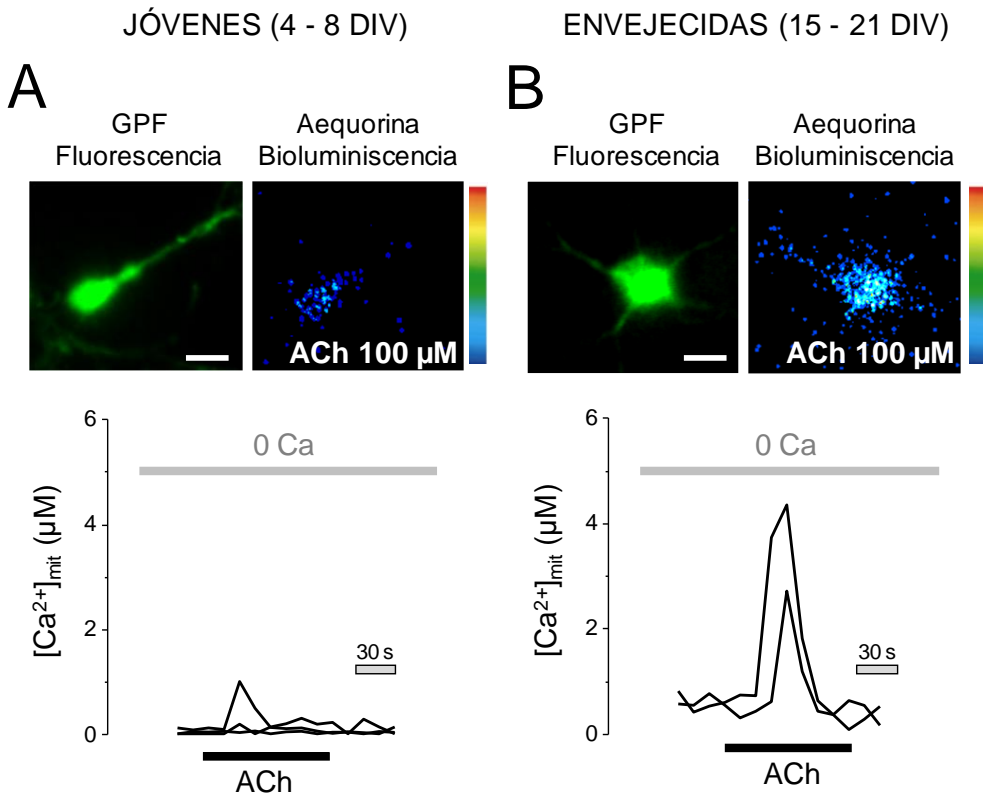 JÓVENES (4 - 8 DIV)
ENVEJECIDAS (15 - 21 DIV)
A
B
GPF
Fluorescencia
Aequorina
Bioluminiscencia
GPF
Fluorescencia
Aequorina
Bioluminiscencia
ACh 100 µM
ACh 100 µM
6
4
2
0
[Ca²⁺]mit (µM)
0 Ca
30 s
ACh
6
4
2
0
[Ca²⁺]mit (µM)
0 Ca
30 s
ACh